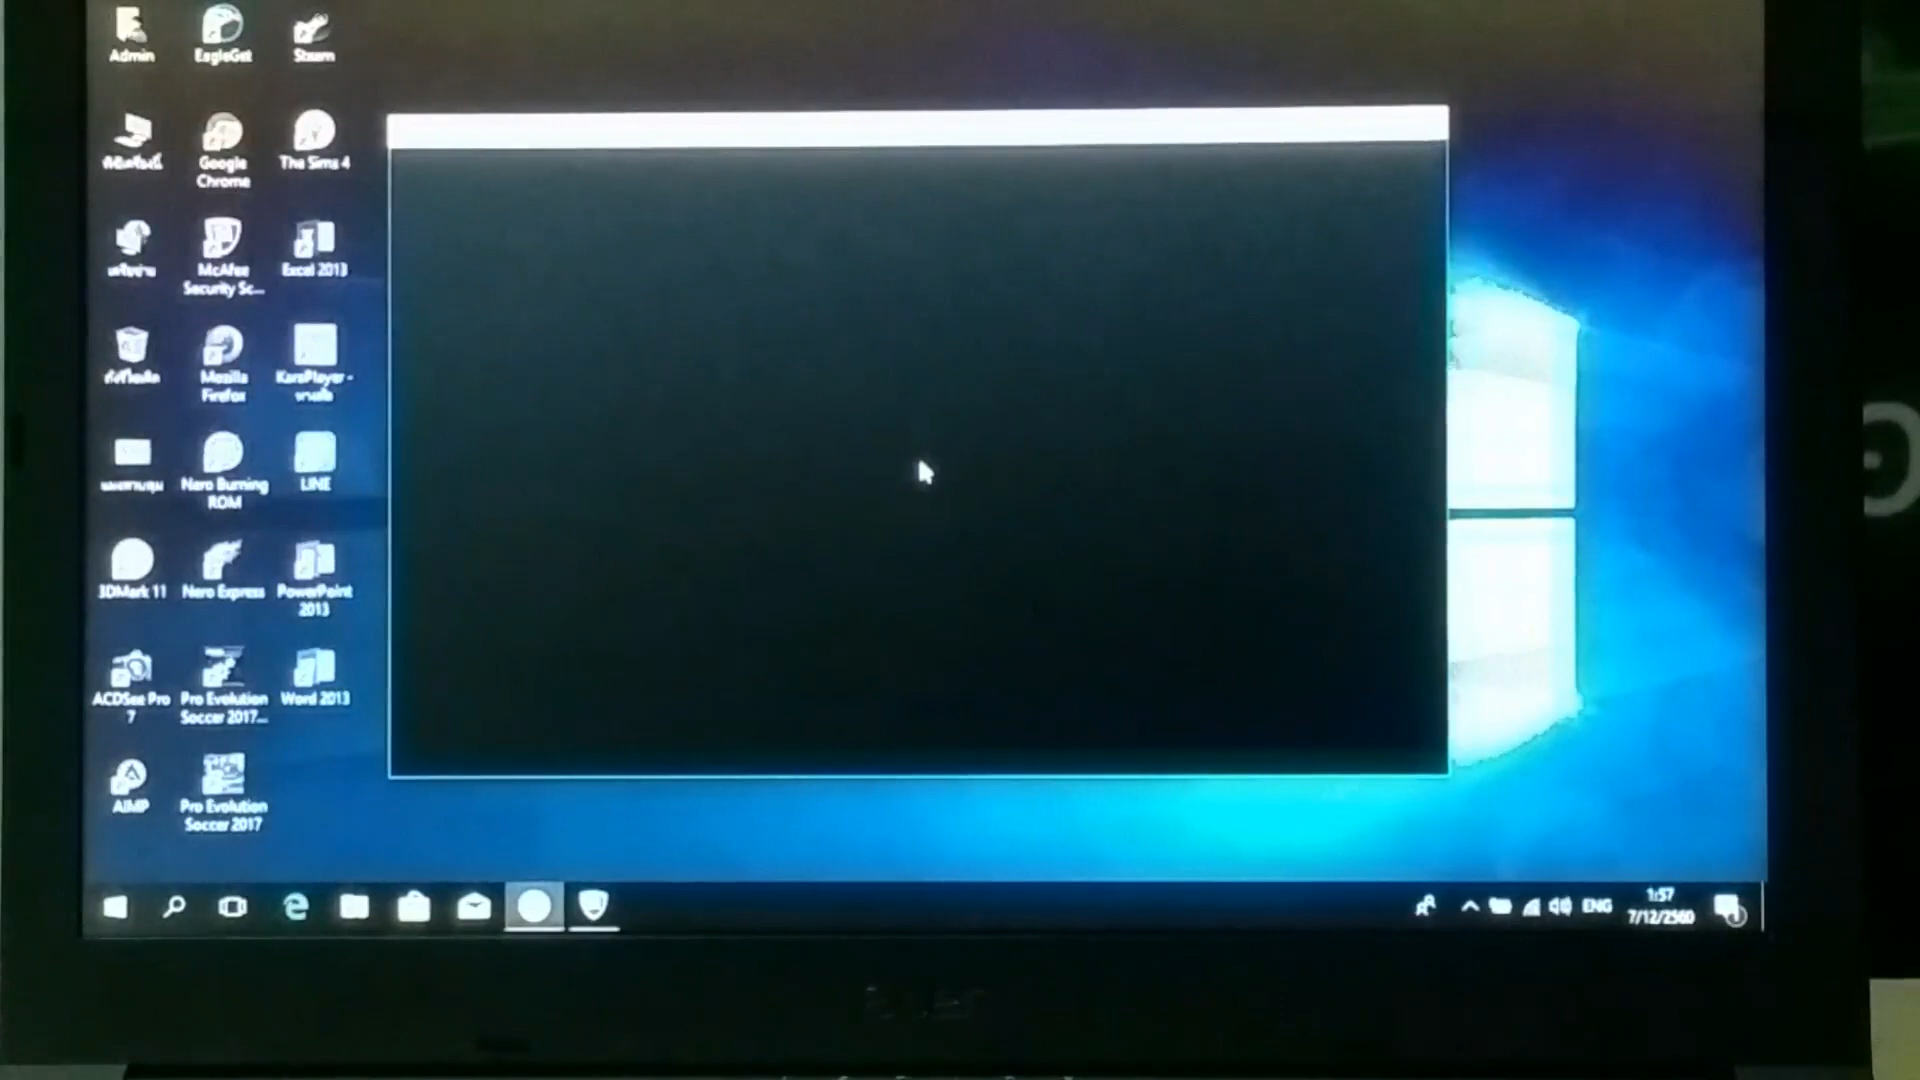 Admin
EagleGet
Steam
Google
Chrome
The Sims 4
McAfee
Security Sc...
Excel 2013
Mozilla
Firefox
KaraPlayer -
Nero Burning
ROM
LINE
3DMark 11
Nero Express
PowerPoint
2013
ACDSee Pro
7
Pro Evolution
Soccer 2017...
Word 2013
AIMP
Pro Evolution
Soccer 2017
ENG
1:57
7/12/2560
acer